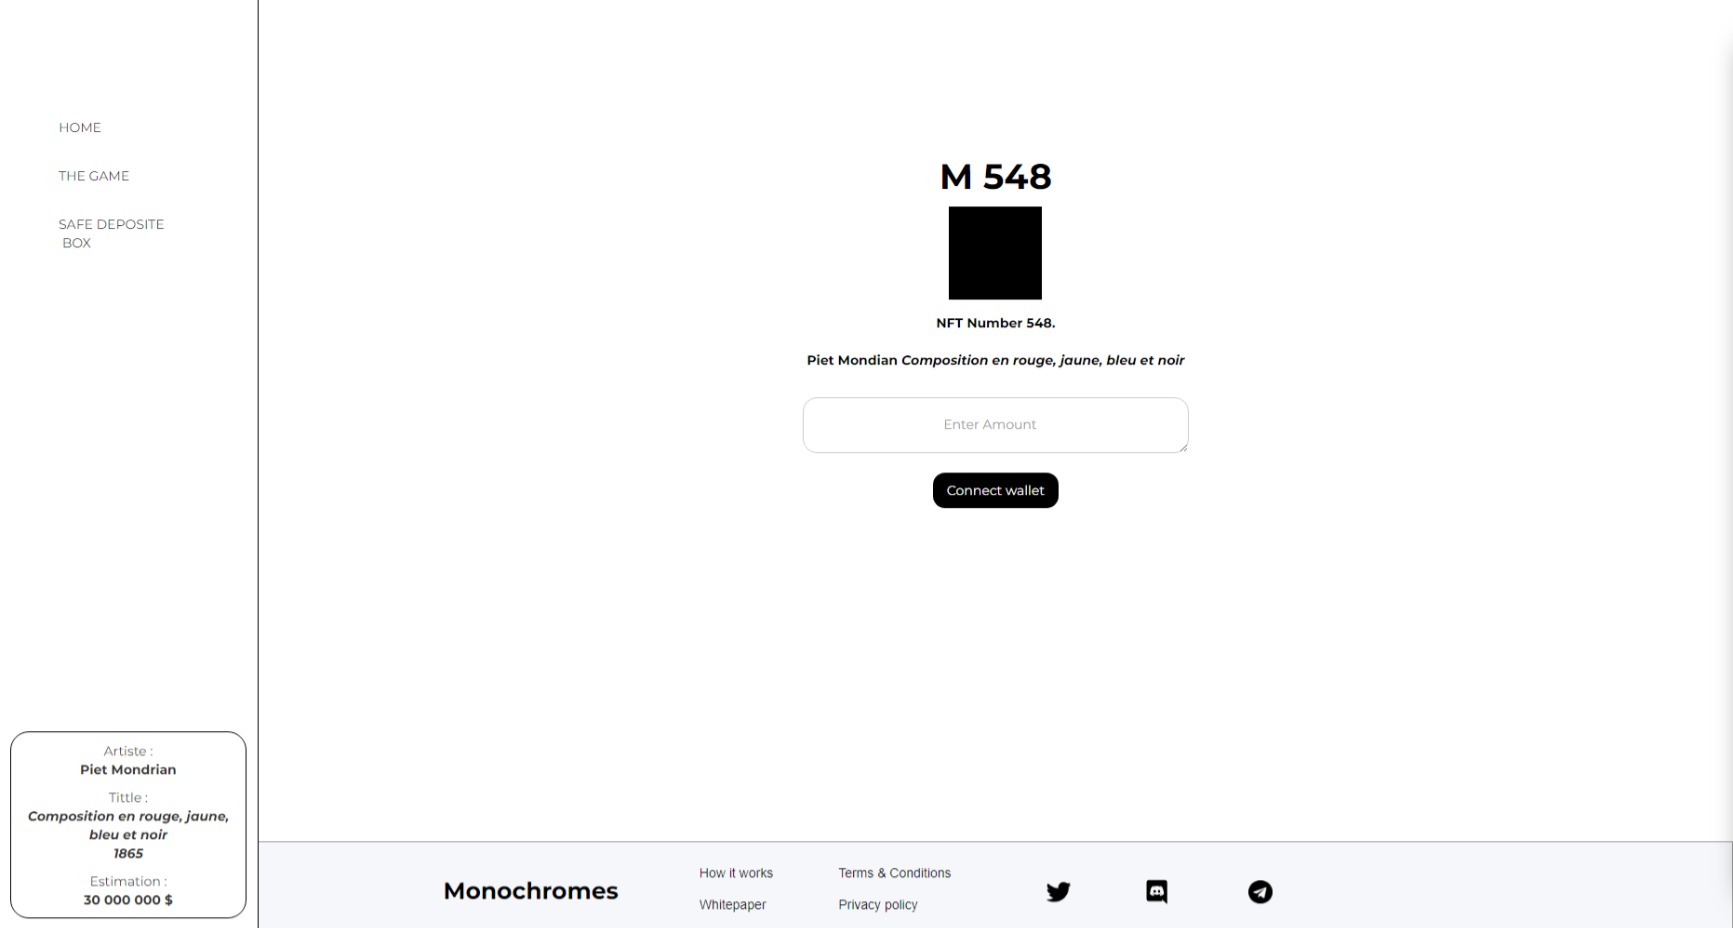 HOME
THE GAME
SAFE DEPOSITE
BOX
Artiste :
Piet Mondrian
Tittle :
Composition en rouge, jaune,
bleu et noir
1865
Estimation :
30 000 000 $
M 548
NFT Number 548.
Piet Mondian Composition en rouge, jaune, bleu et noir
Enter Amount
Connect wallet
Monochromes
How it works
Whitepaper
Terms & Conditions
Privacy policy